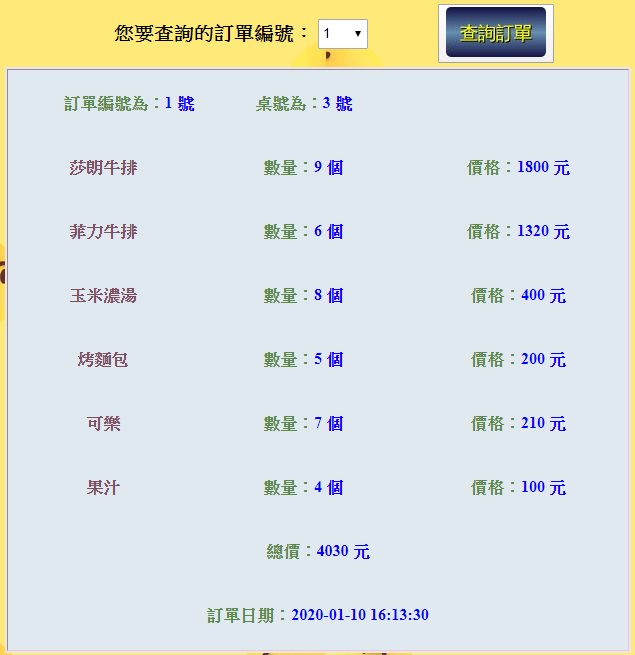 您要查詢的訂單編號： 1 查詢訂單
訂單編號為：1 號 桌號為：3 號
莎朗牛排 數量：9 個 價格：1800 元
菲力牛排 數量：6 個 價格：1320 元
玉米濃湯 數量：8 個 價格：400 元
烤麵包 數量：5 個 價格：200 元
可樂 數量：7 個 價格：210 元
果汁 數量：4 個 價格：100 元
總價：4030 元
訂單日期：2020-01-10 16:13:30